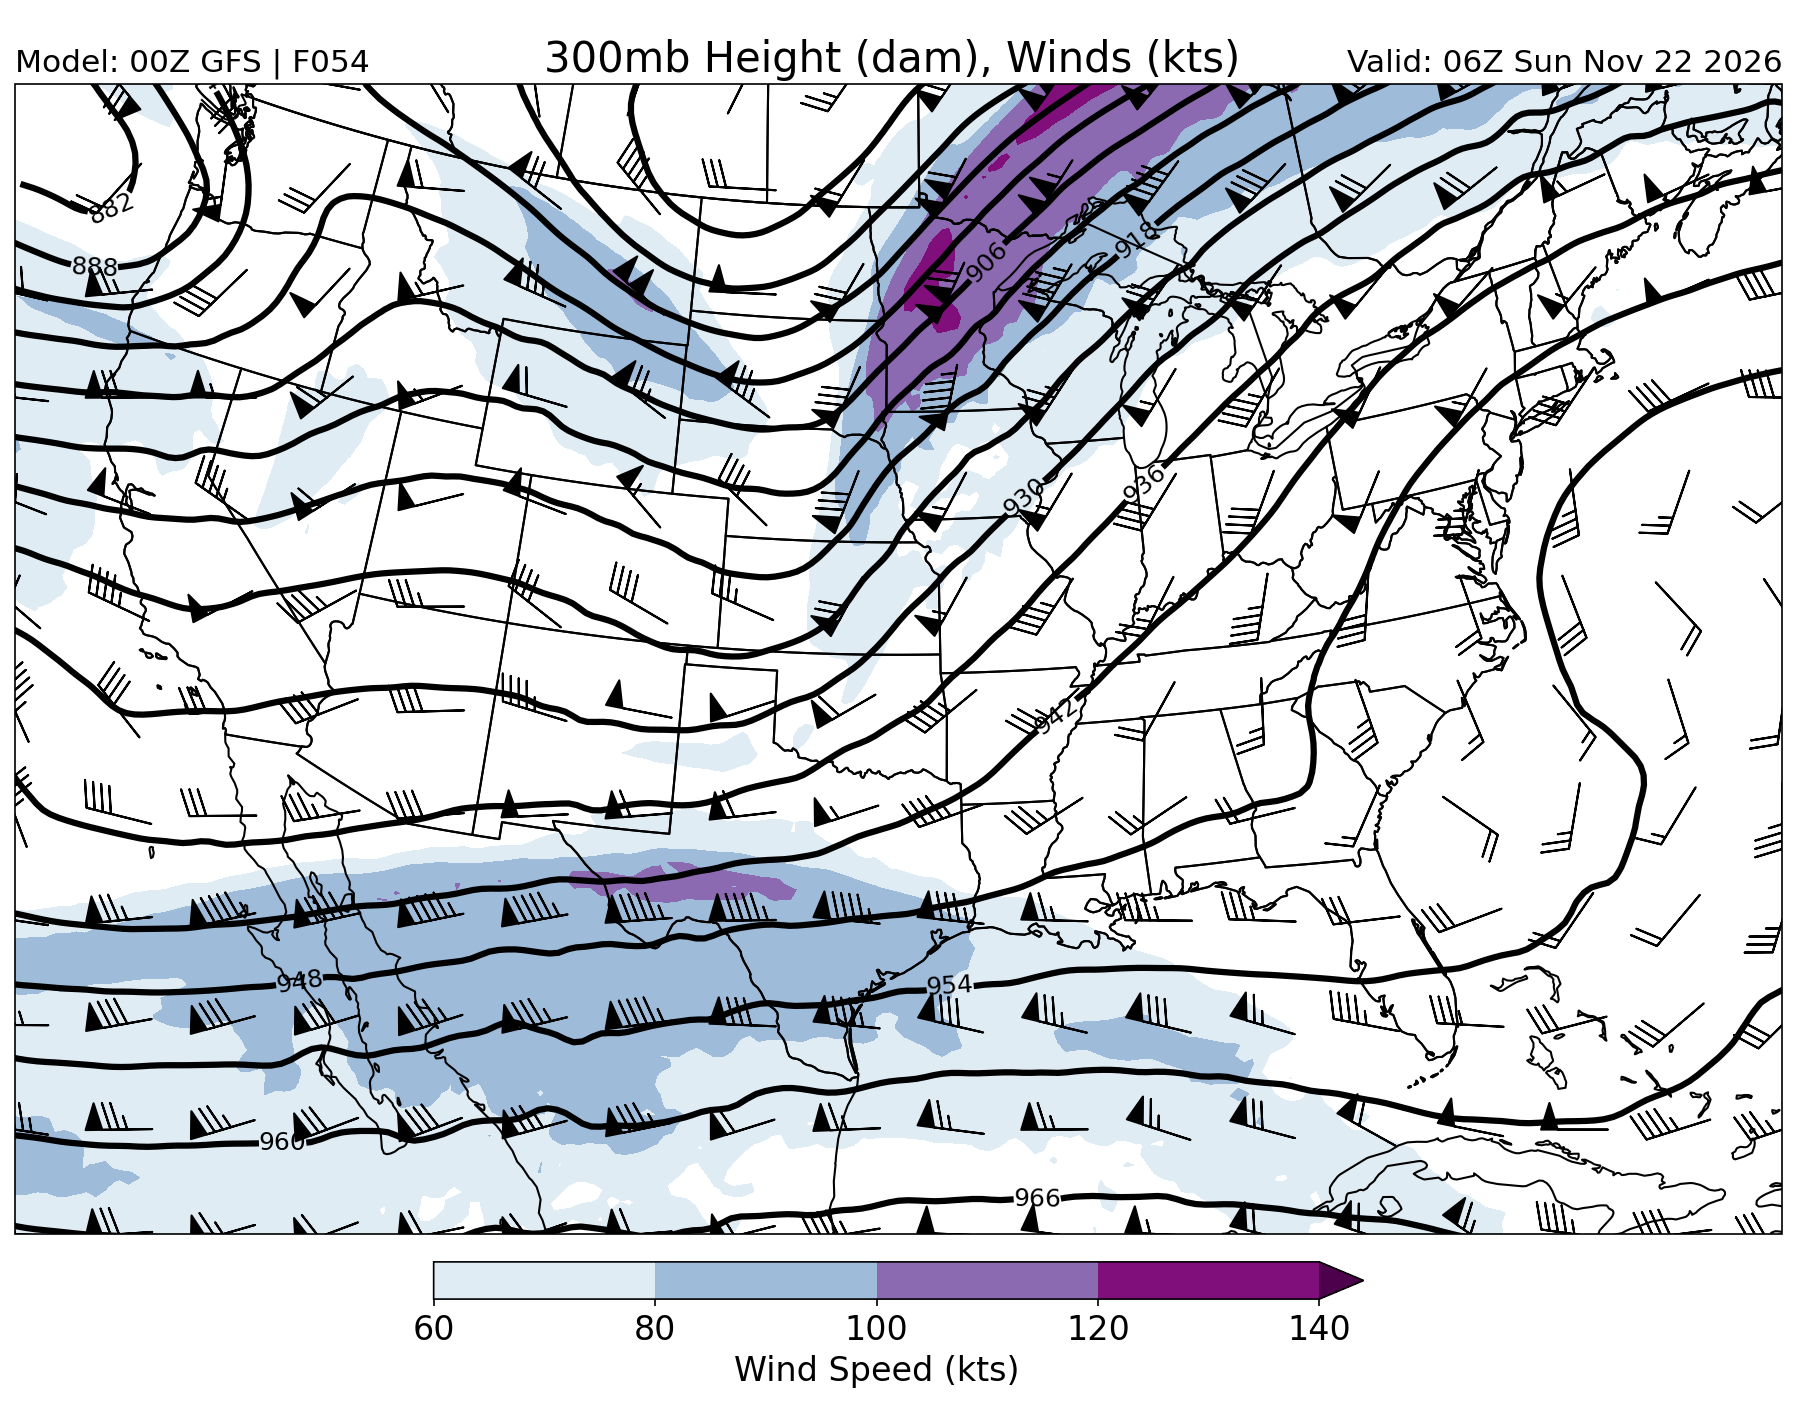 Model: 00Z GFS | F054
300mb Height (dam), Winds (kts)
Valid: 06Z Sun Nov 22 2026
882
888
906
918
930
936
942
948
954
960
966
60 80 100 120 140
Wind Speed (kts)